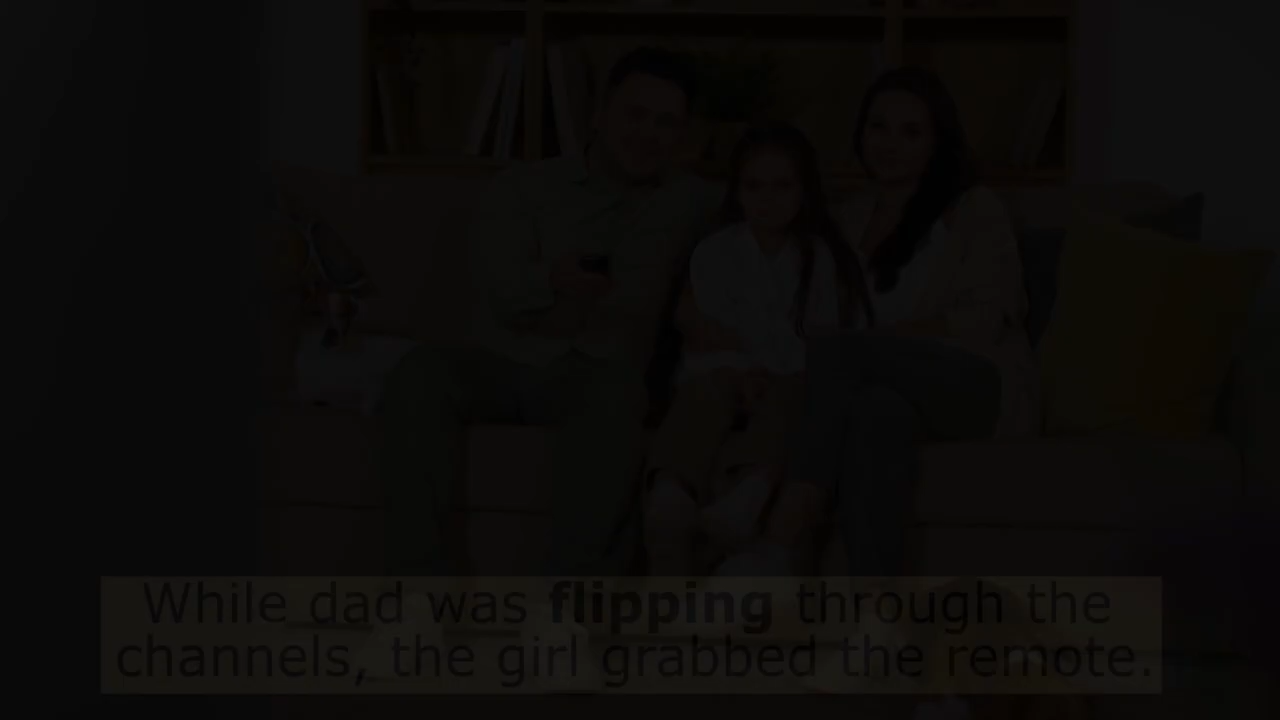 While dad was flipping through the
channels, the girl grabbed the remote.